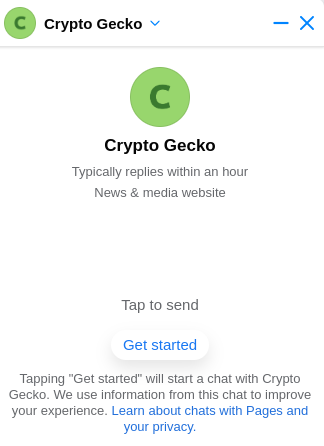 C Crypto Gecko
C
Crypto Gecko
Typically replies within an hour
News & media website
Tap to send
Get started
Tapping "Get started" will start a chat with Crypto
Gecko. We use information from this chat to improve
your experience. Learn about chats with Pages and
your privacy.